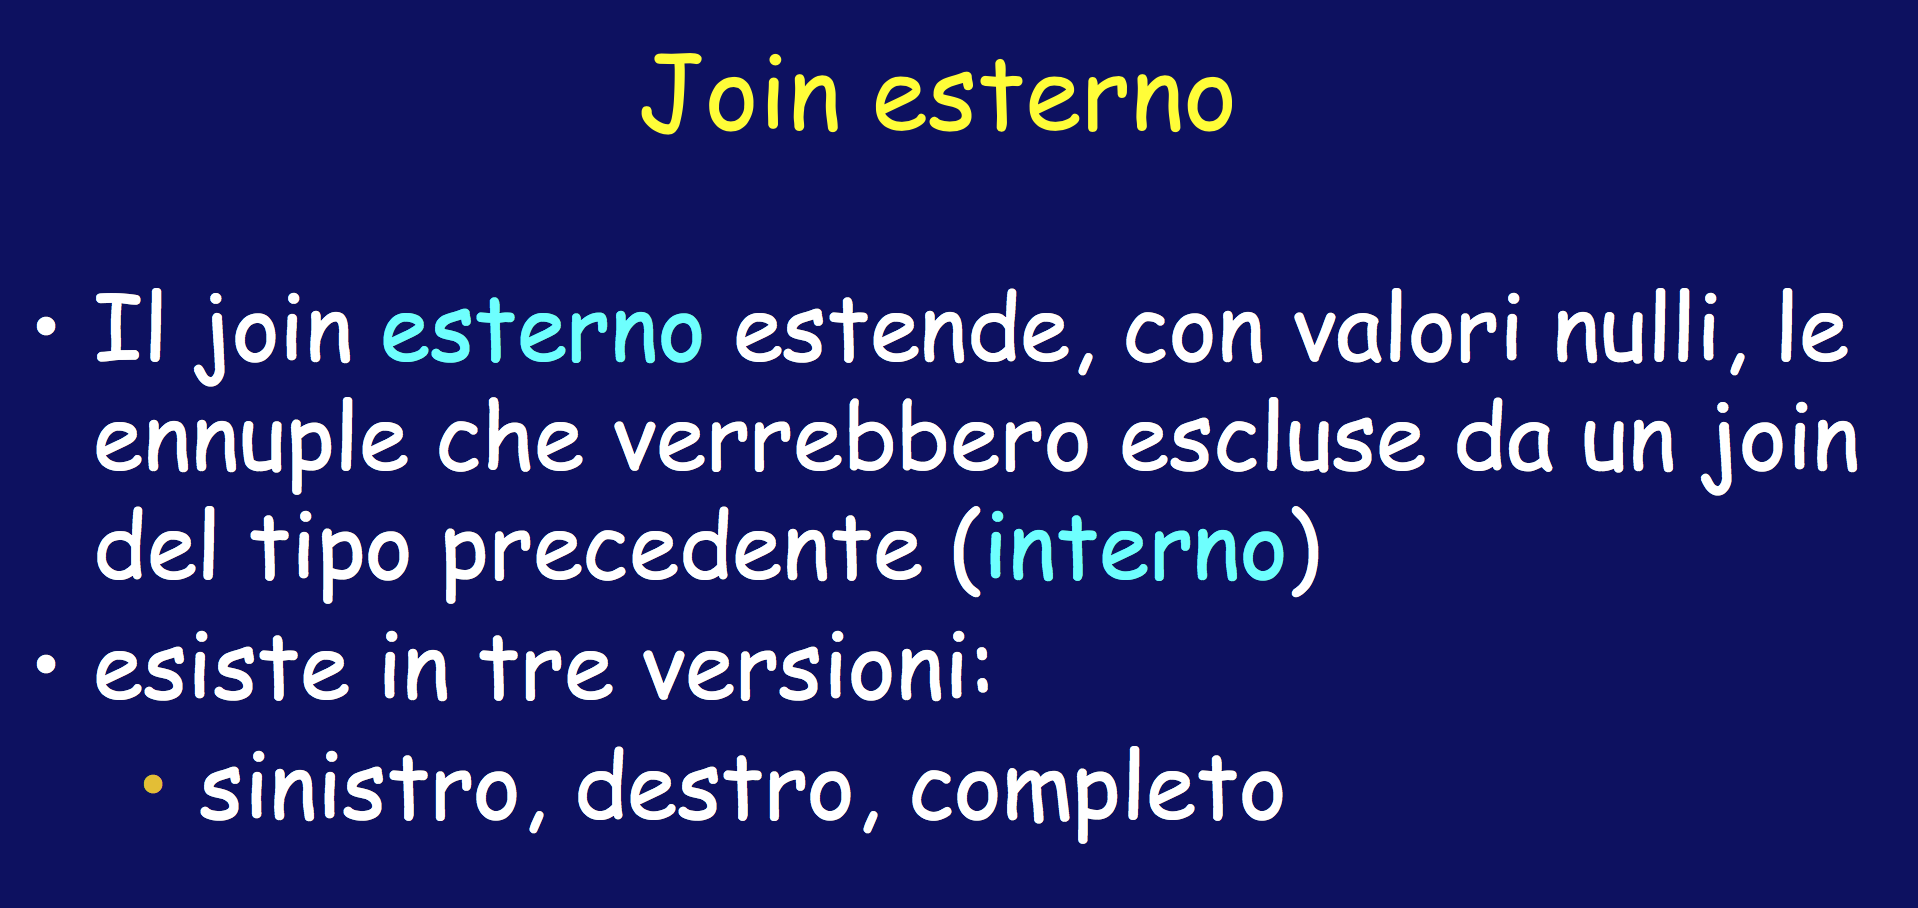 Join esterno
• Il join esterno estende, con valori nulli, le
ennuple che verrebbero escluse da un join
del tipo precedente (interno)
• esiste in tre versioni:
• sinistro, destro, completo